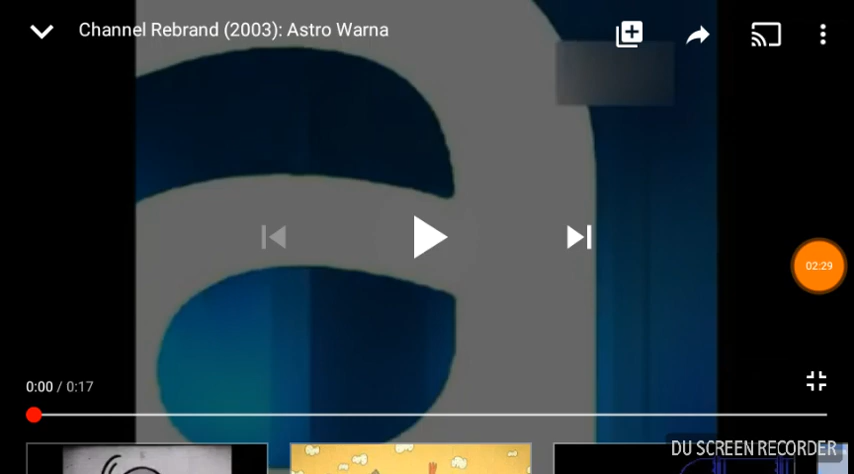 Channel Rebrand (2003): Astro Warna
a
02:29
0:00 / 0:17
DU SCREEN RECORDER